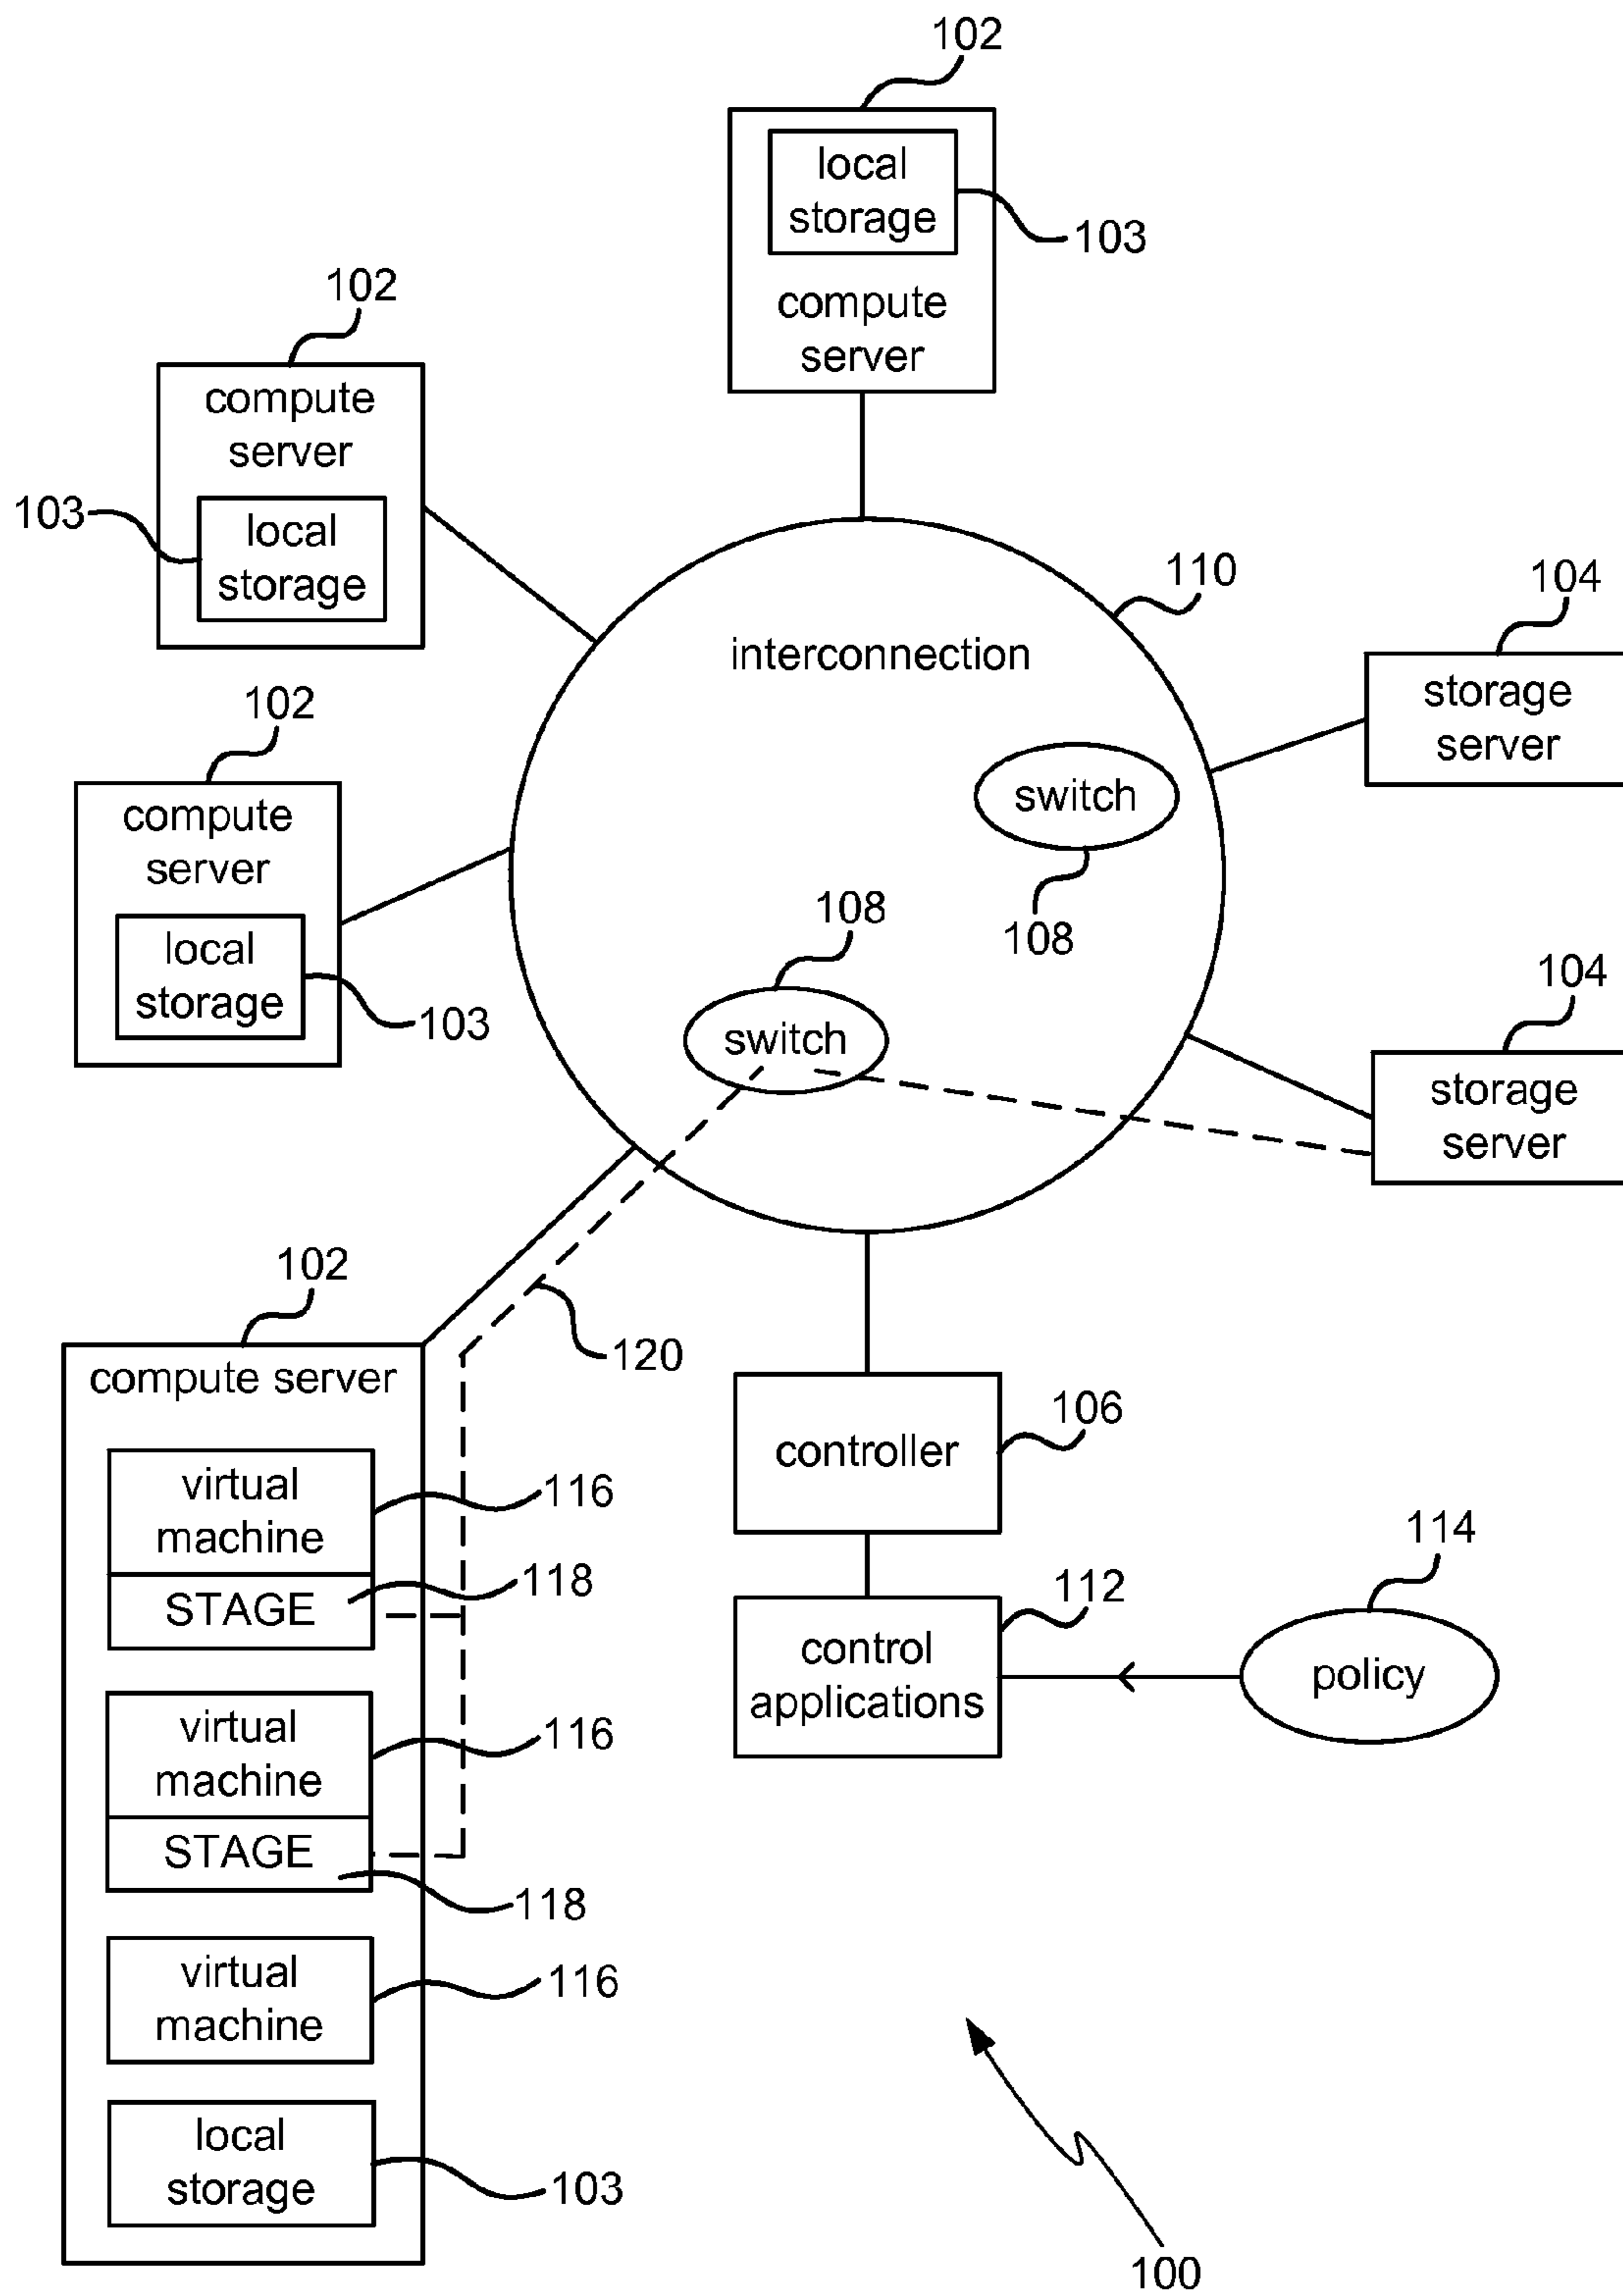 102
local
storage
103
compute
server
102
compute
server
103
local
storage
110
interconnection
104
storage
server
102
compute
server
local
storage
103
switch
108
108
switch
104
storage
server
102
compute server
120
virtual
machine
116
STAGE
118
virtual
machine
116
STAGE
118
virtual
machine
116
local
storage
103
controller
106
control
applications
112
114
policy
100